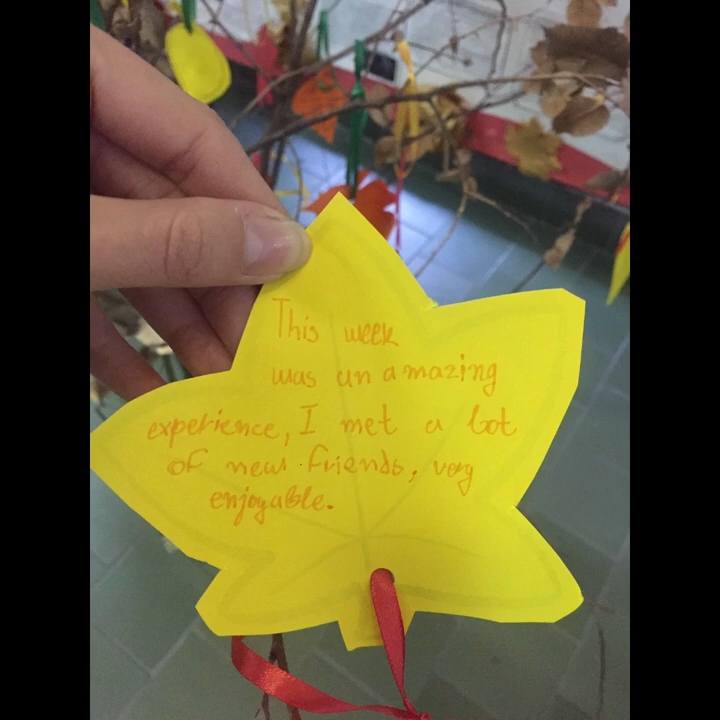 This week
was an amazing
experience, I met a lot
of new friends, very
enjoyable.